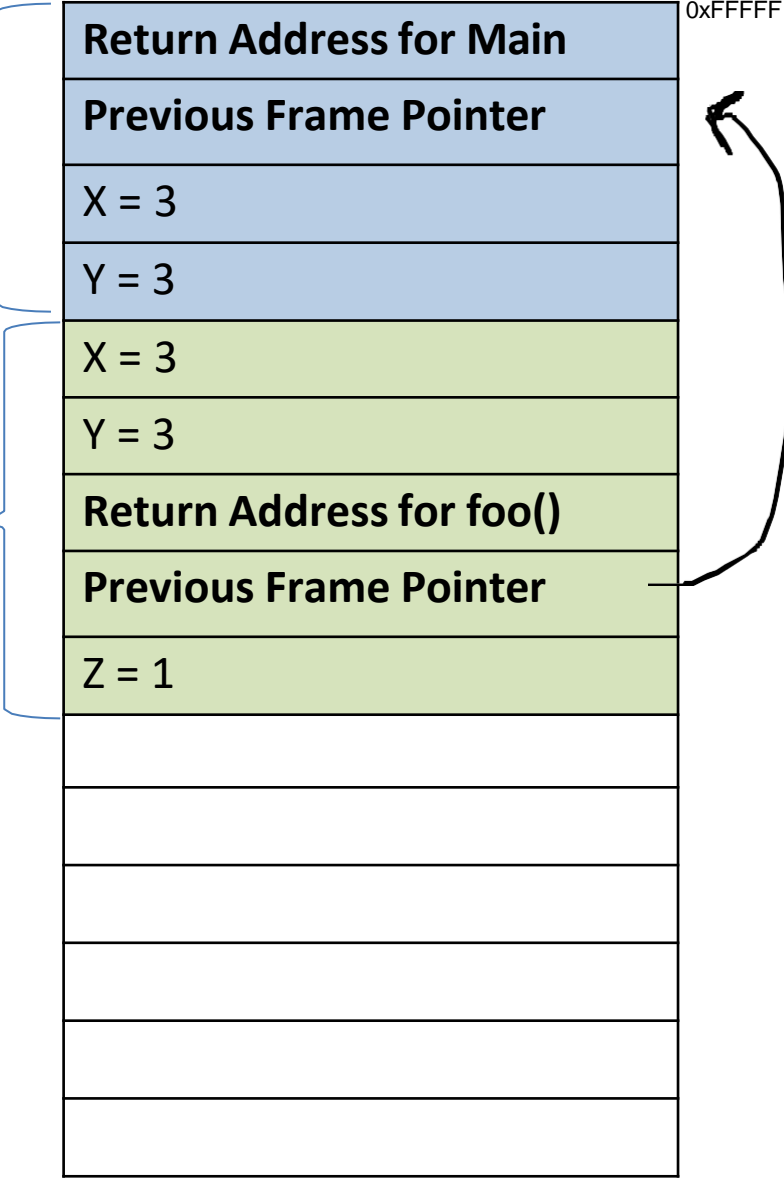 0xFFFFF
Return Address for Main
Previous Frame Pointer
X = 3
Y = 3
X = 3
Y = 3
Return Address for foo()
Previous Frame Pointer
Z = 1